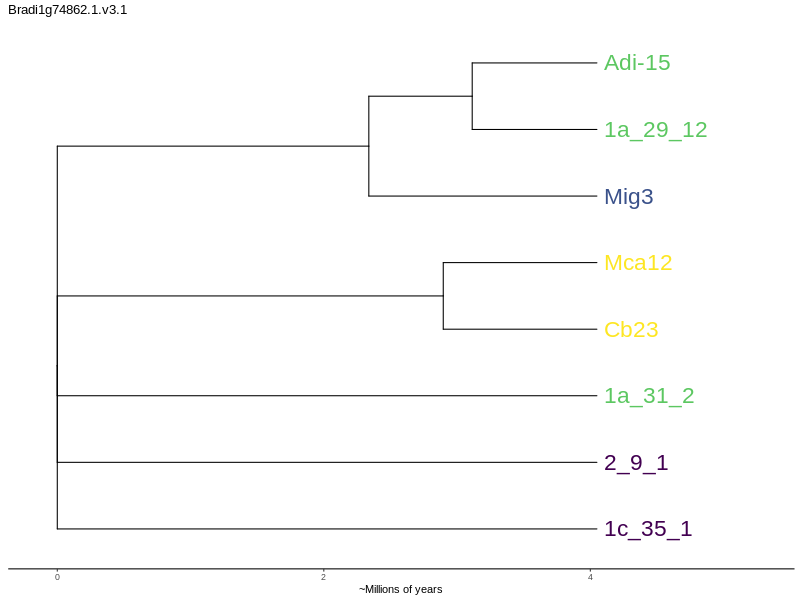 Bradi1g74862.1.v3.1
Adi-15
1a_29_12
Mig3
Mca12
Cb23
1a_31_2
2_9_1
1c_35_1
0 2 4
~Millions of years